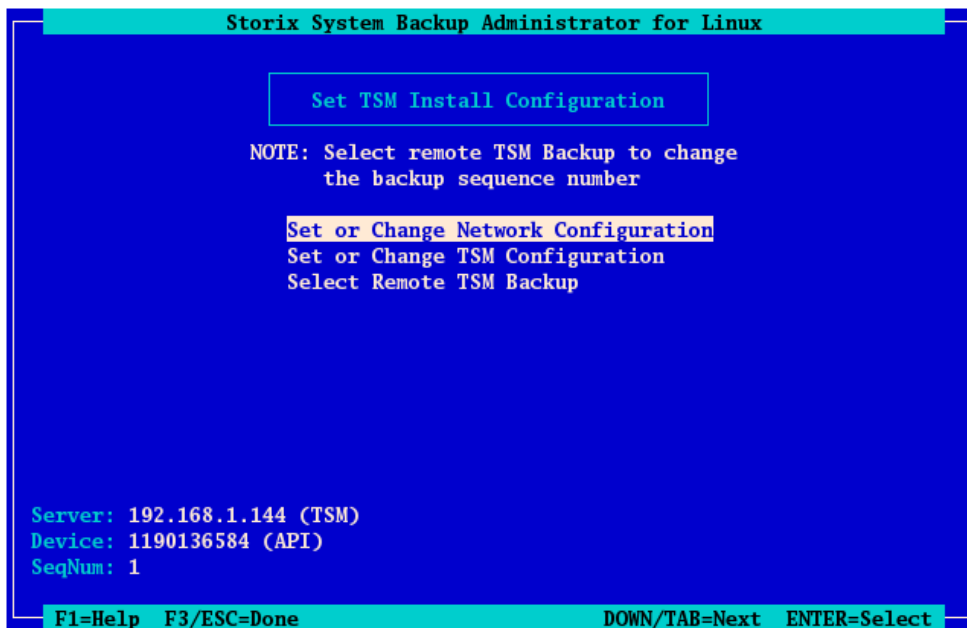 Storix System Backup Administrator for Linux
Set TSM Install Configuration
NOTE: Select remote TSM Backup to change
the backup sequence number
Set or Change Network Configuration
Set or Change TSM Configuration
Select Remote TSM Backup
Server: 192.168.1.144 (TSM)
Device: 1190136584 (API)
SeqNum: 1
F1=Help F3/ESC=Done DOWN/TAB=Next ENTER=Select